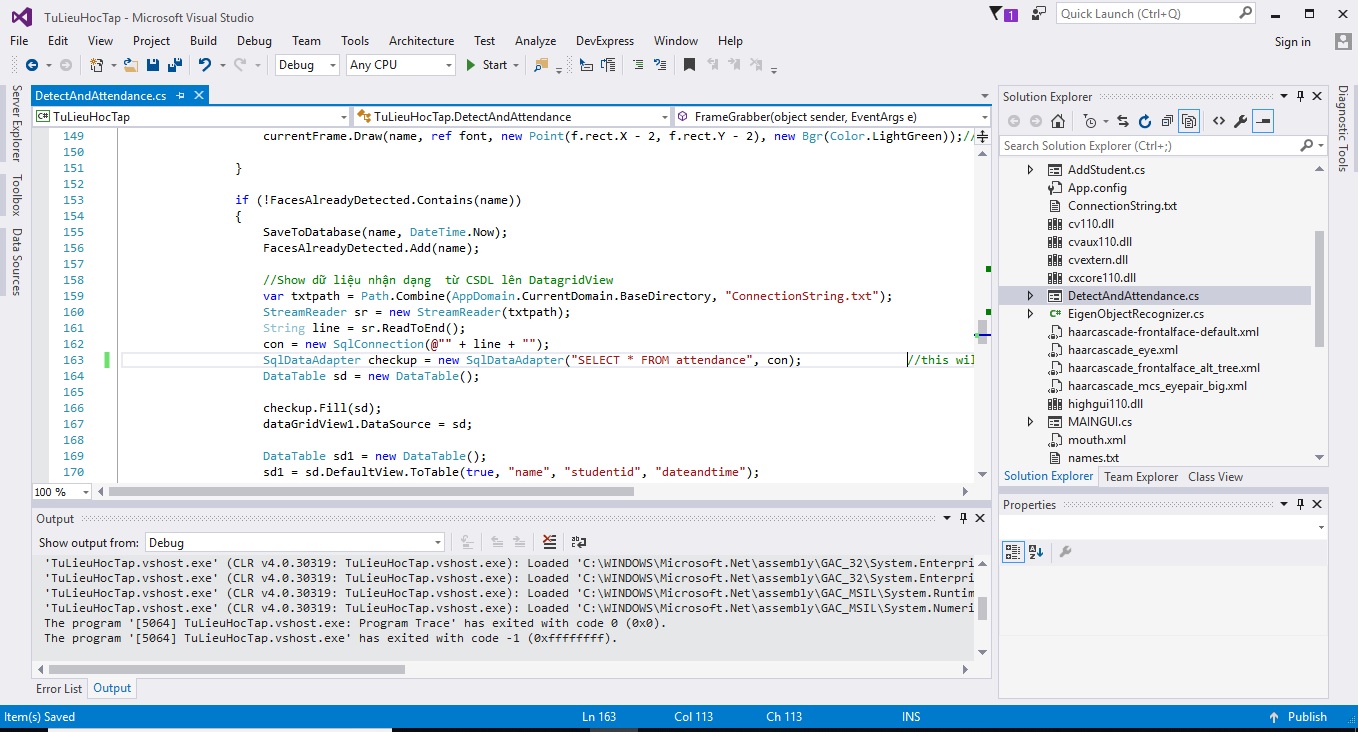 TuLieuHocTap - Microsoft Visual Studio
1
Quick Launch (Ctrl+Q)
File Edit View Project Build Debug Team Tools Architecture Test Analyze DevExpress Window Help
Sign in
Debug Any CPU Start
Server Explorer
Toolbox
Data Sources
DetectAndAttendance.cs
TuLieuHocTap TuLieuHocTap.DetectAndAttendance FrameGrabber(object sender, EventArgs e)
149 currentFrame.Draw(name, ref font, new Point(f.rect.X - 2, f.rect.Y - 2), new Bgr(Color.LightGreen));//
150
151 }
152
153 if (!FacesAlreadyDetected.Contains(name))
154 {
155 SaveToDatabase(name, DateTime.Now);
156 FacesAlreadyDetected.Add(name);
157
158 //Show dữ liệu nhận dạng từ CSDL lên DatagridView
159 var txtpath = Path.Combine(AppDomain.CurrentDomain.BaseDirectory, "ConnectionString.txt");
160 StreamReader sr = new StreamReader(txtpath);
161 String line = sr.ReadToEnd();
162 con = new SqlConnection(@"" + line + "");
163 SqlDataAdapter checkup = new SqlDataAdapter("SELECT * FROM attendance", con); //this wil
164 DataTable sd = new DataTable();
165
166 checkup.Fill(sd);
167 dataGridView1.DataSource = sd;
168
169 DataTable sd1 = new DataTable();
170 sd1 = sd.DefaultView.ToTable(true, "name", "studentid", "dateandtime");
100 %
Output
Show output from: Debug
'TuLieuHocTap.vshost.exe' (CLR v4.0.30319: TuLieuHocTap.vshost.exe): Loaded 'C:\WINDOWS\Microsoft.Net\assembly\GAC_32\System.Enterpri
'TuLieuHocTap.vshost.exe' (CLR v4.0.30319: TuLieuHocTap.vshost.exe): Loaded 'C:\WINDOWS\Microsoft.Net\assembly\GAC_32\System.Enterpri
'TuLieuHocTap.vshost.exe' (CLR v4.0.30319: TuLieuHocTap.vshost.exe): Loaded 'C:\WINDOWS\Microsoft.Net\assembly\GAC_MSIL\System.Runtim
'TuLieuHocTap.vshost.exe' (CLR v4.0.30319: TuLieuHocTap.vshost.exe): Loaded 'C:\WINDOWS\Microsoft.Net\assembly\GAC_MSIL\System.Numeri
The program '[5064] TuLieuHocTap.vshost.exe: Program Trace' has exited with code 0 (0x0).
The program '[5064] TuLieuHocTap.vshost.exe' has exited with code -1 (0xffffffff).
Error List Output
Solution Explorer
Search Solution Explorer (Ctrl+;)
AddStudent.cs
App.config
ConnectionString.txt
cv110.dll
cvaux110.dll
cvextern.dll
cxcore110.dll
DetectAndAttendance.cs
C# EigenObjectRecognizer.cs
haarcascade-frontalface-default.xml
haarcascade_eye.xml
haarcascade_frontalface_alt_tree.xml
haarcascade_mcs_eyepair_big.xml
highgui110.dll
MAINGUI.cs
mouth.xml
names.txt
Solution Explorer Team Explorer Class View
Properties
Diagnostic Tools
Item(s) Saved Ln 163 Col 113 Ch 113 INS Publish